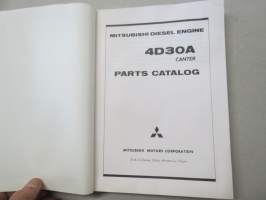 MITSUBISHI DIESEL ENGINE
4D30A
CANTER
PARTS CATALOG
MITSUBISHI MOTORS CORPORATION